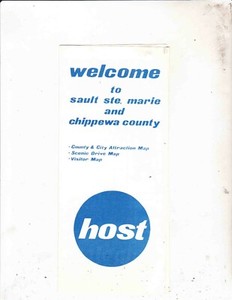 welcome
to
sault ste. marie
and
chippewa county
· County & City Attraction Map
· Scenic Drive Map
· Visitor Map
host